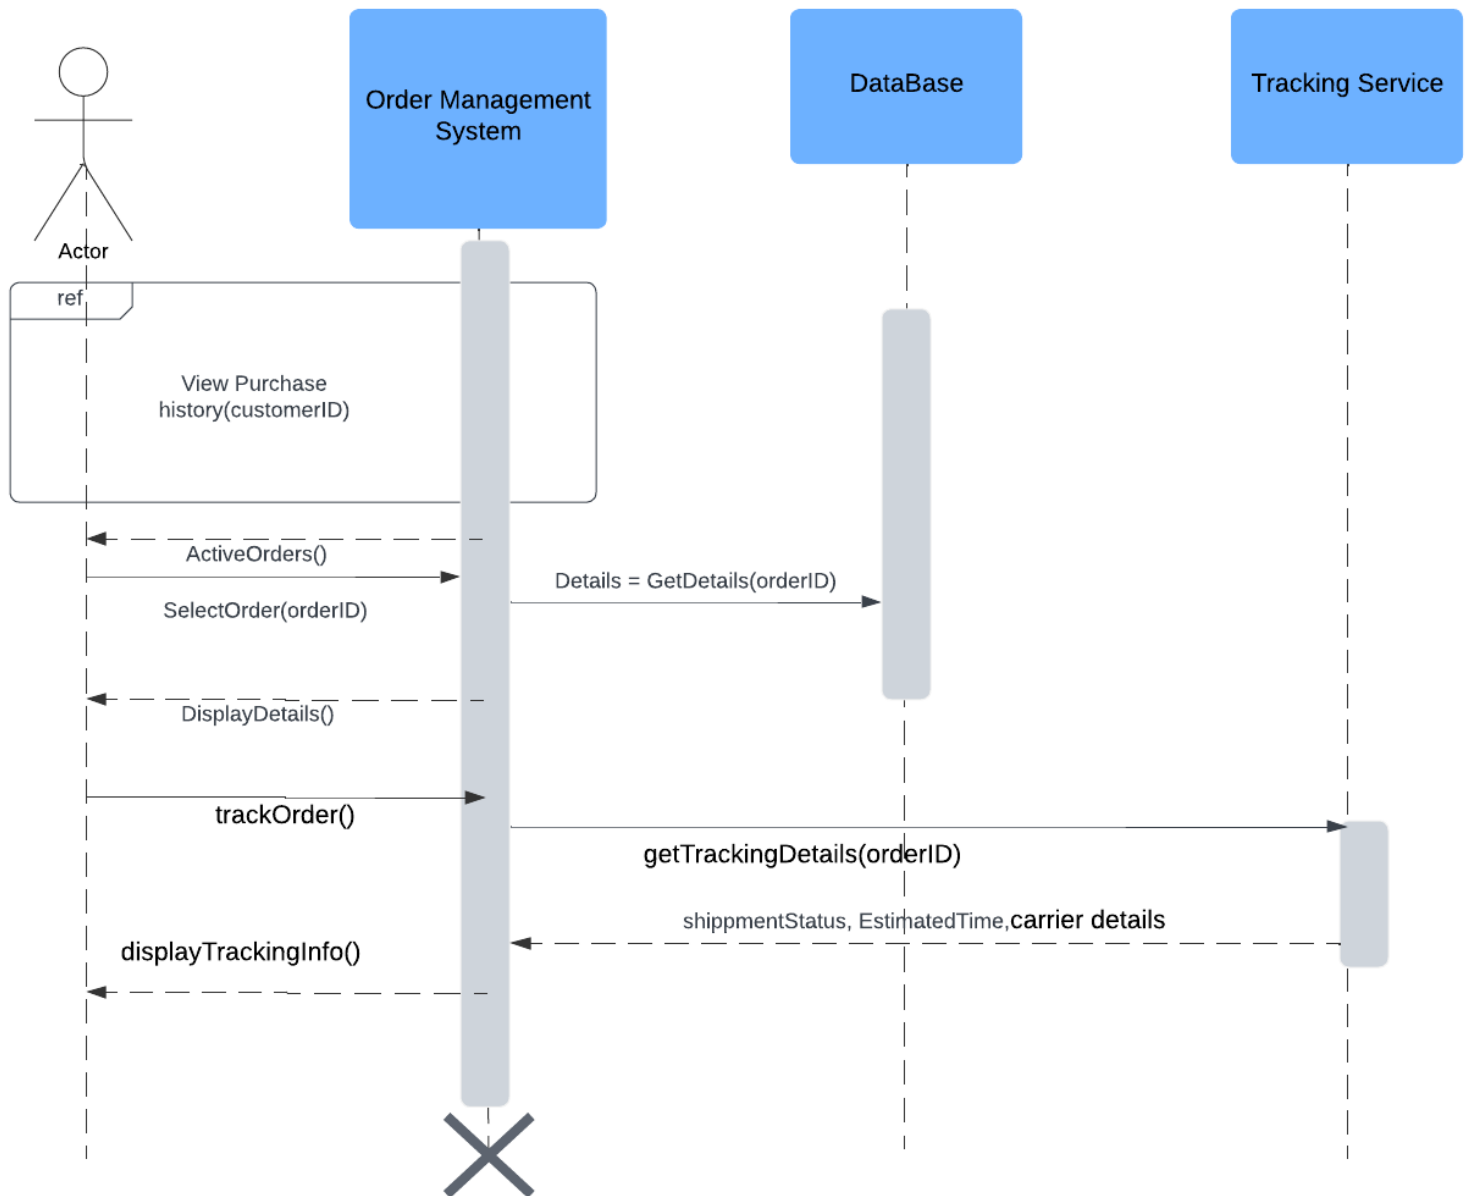 Order Management
System
DataBase
Tracking Service
Actor
ref
View Purchase
history(customerID)
ActiveOrders()
Details = GetDetails(orderID)
SelectOrder(orderID)
DisplayDetails()
trackOrder()
getTrackingDetails(orderID)
shippmentStatus, EstimatedTime,carrier details
displayTrackingInfo()